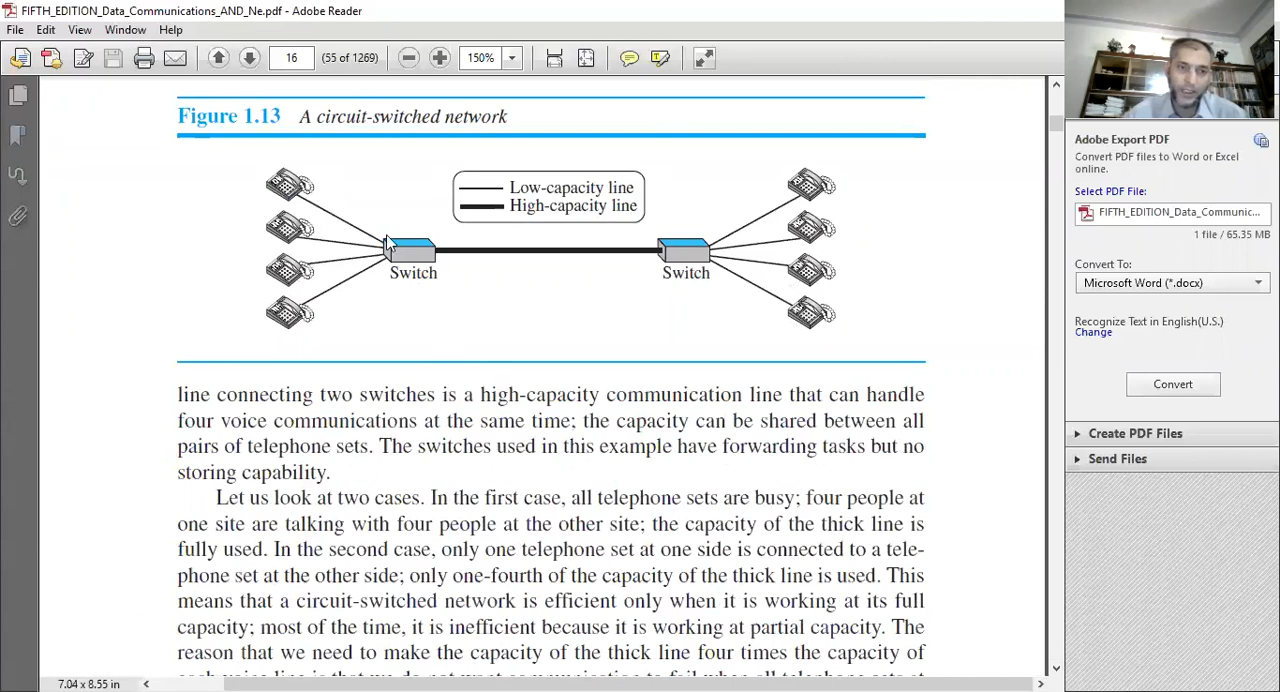 FIFTH_EDITION_Data_Communications_AND_Ne.pdf - Adobe Reader
File Edit View Window Help
16 (55 of 1269) 150%
Figure 1.13 A circuit-switched network
Low-capacity line
High-capacity line
Switch Switch
line connecting two switches is a high-capacity communication line that can handle
four voice communications at the same time; the capacity can be shared between all
pairs of telephone sets. The switches used in this example have forwarding tasks but no
storing capability.
Let us look at two cases. In the first case, all telephone sets are busy; four people at
one site are talking with four people at the other site; the capacity of the thick line is
fully used. In the second case, only one telephone set at one side is connected to a tele-
phone set at the other side; only one-fourth of the capacity of the thick line is used. This
means that a circuit-switched network is efficient only when it is working at its full
capacity; most of the time, it is inefficient because it is working at partial capacity. The
reason that we need to make the capacity of the thick line four times the capacity of
7.04 x 8.55 in
Adobe Export PDF
Convert PDF files to Word or Excel
online.
Select PDF File:
FIFTH_EDITION_Data_Communic...
1 file / 65.35 MB
Convert To:
Microsoft Word (*.docx)
Recognize Text in English(U.S.)
Change
Convert
Create PDF Files
Send Files